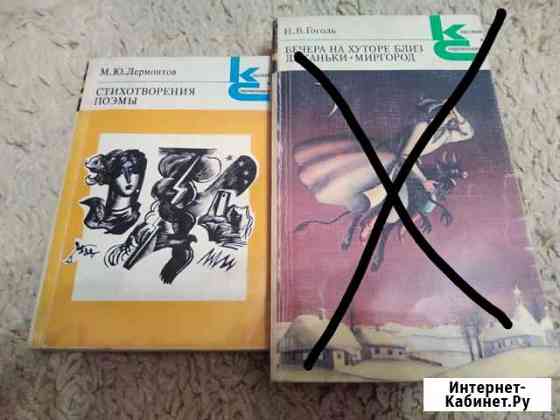 М.Ю.Лермонтов
СТИХОТВОРЕНИЯ
ПОЭМЫ
Н.В.Гоголь
ВЕЧЕРА НА ХУТОРЕ БЛИЗ
ДИКАНЬКИ·МИРГОРОД
Интернет-
Кабинет.Ру